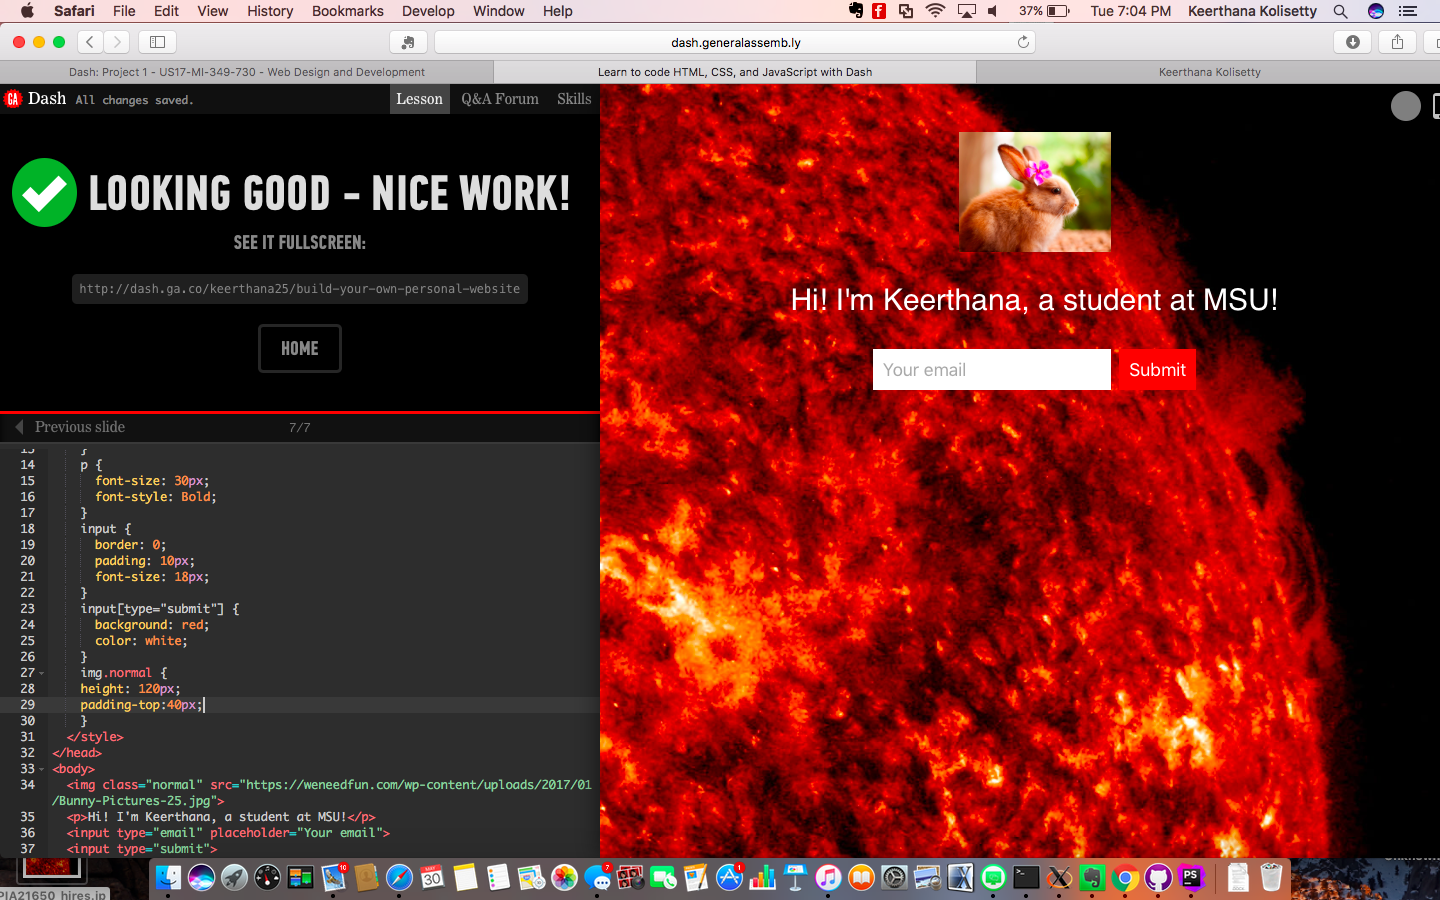 Safari File Edit View History Bookmarks Develop Window Help 37% Tue 7:04 PM Keerthana Kolisetty
dash.generalassemb.ly
Dash: Project 1 - US17-MI-349-730 - Web Design and Development
Learn to code HTML, CSS, and JavaScript with Dash
Keerthana Kolisetty
GA Dash All changes saved. Lesson Q&A Forum Skills
LOOKING GOOD - NICE WORK!
SEE IT FULLSCREEN:
http://dash.ga.co/keerthana25/build-your-own-personal-website
HOME
Previous slide 7/7
13 }
14 p {
15 font-size: 30px;
16 font-style: Bold;
17 }
18 input {
19 border: 0;
20 padding: 10px;
21 font-size: 18px;
22 }
23 input[type="submit"] {
24 background: red;
25 color: white;
26 }
27 img.normal {
28 height: 120px;
29 padding-top:40px;
30 }
31 </style>
32 </head>
33 <body>
34 <img class="normal" src="https://weneedfun.com/wp-content/uploads/2017/01
/Bunny-Pictures-25.jpg">
35 <p>Hi! I'm Keerthana, a student at MSU!</p>
36 <input type="email" placeholder="Your email">
37 <input type="submit">
Hi! I'm Keerthana, a student at MSU!
Your email Submit
PIA21650_hires.jp
10
MAY
30
7
1
PS